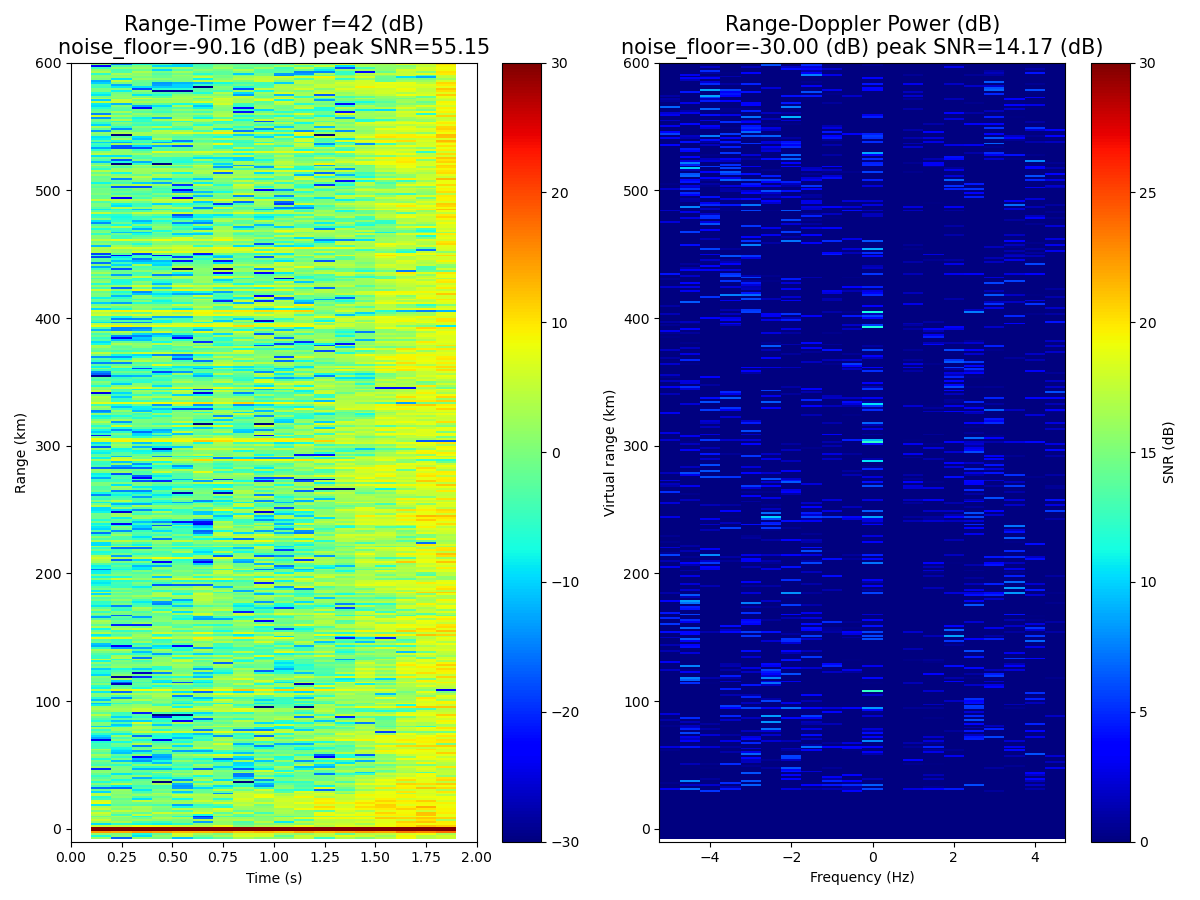 Range-Time Power f=42 (dB)
noise_floor=-90.16 (dB) peak SNR=55.15
Range-Doppler Power (dB)
noise_floor=-30.00 (dB) peak SNR=14.17 (dB)
600
500
400
300
200
100
0
Range (km)
0.00 0.25 0.50 0.75 1.00 1.25 1.50 1.75 2.00
Time (s)
30
20
10
0
−10
−20
−30
600
500
400
300
200
100
0
Virtual range (km)
−4 −2 0 2 4
Frequency (Hz)
30
25
20
15
10
5
0
SNR (dB)